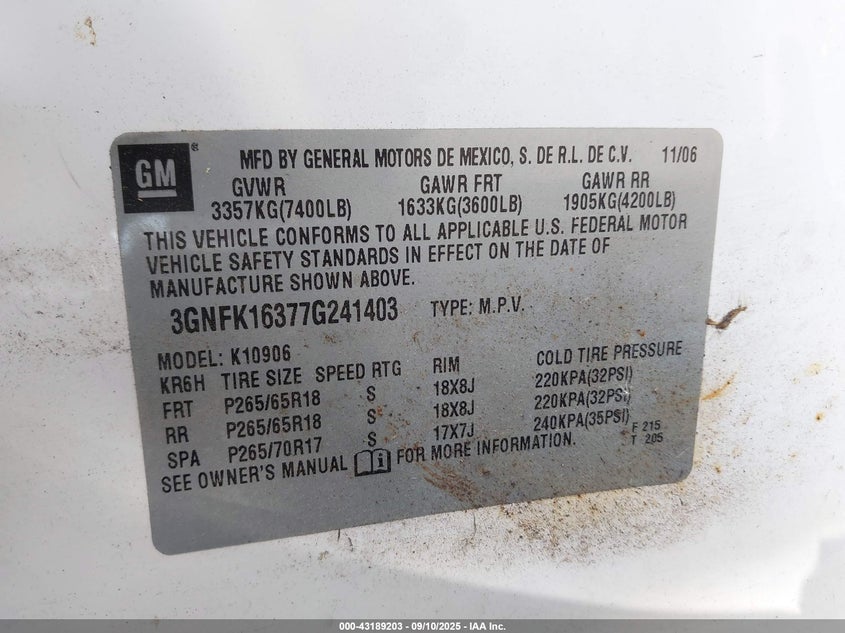 GM ® MFD BY GENERAL MOTORS DE MEXICO, S. DE R.L. DE C.V. 11/06
GVWR GAWR FRT GAWR RR
3357KG(7400LB) 1633KG(3600LB) 1905KG(4200LB)
THIS VEHICLE CONFORMS TO ALL APPLICABLE U.S. FEDERAL MOTOR
VEHICLE SAFETY STANDARDS IN EFFECT ON THE DATE OF
MANUFACTURE SHOWN ABOVE.
3GNFK16377G241403 TYPE: M.P.V.
MODEL: K10906
KR6H TIRE SIZE SPEED RTG RIM COLD TIRE PRESSURE
FRT P265/65R18 S 18X8J 220KPA(32PSI)
RR P265/65R18 S 18X8J 220KPA(32PSI)
SPA P265/70R17 S 17X7J 240KPA(35PSI) F 215
SEE OWNER'S MANUAL FOR MORE INFORMATION. T 205
000-43189203 - 09/10/2025 - IAA Inc.